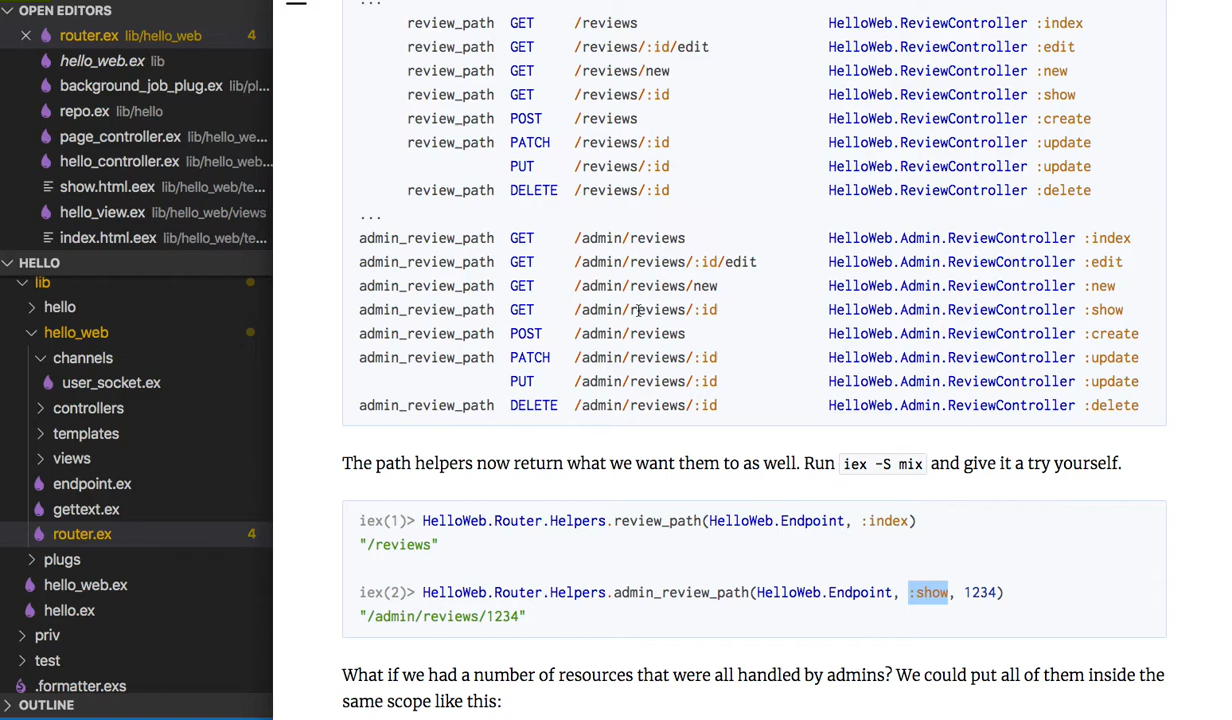 OPEN EDITORS
router.ex lib/hello_web 4
hello_web.ex lib
background_job_plug.ex lib/pl...
repo.ex lib/hello
page_controller.ex lib/hello_we...
hello_controller.ex lib/hello_web...
show.html.eex lib/hello_web/te...
hello_view.ex lib/hello_web/views
index.html.eex lib/hello_web/te...
HELLO
lib
hello
hello_web
channels
user_socket.ex
controllers
templates
views
endpoint.ex
gettext.ex
router.ex 4
plugs
hello_web.ex
hello.ex
priv
test
.formatter.exs
OUTLINE
...
review_path GET /reviews HelloWeb.ReviewController :index
review_path GET /reviews/:id/edit HelloWeb.ReviewController :edit
review_path GET /reviews/new HelloWeb.ReviewController :new
review_path GET /reviews/:id HelloWeb.ReviewController :show
review_path POST /reviews HelloWeb.ReviewController :create
review_path PATCH /reviews/:id HelloWeb.ReviewController :update
PUT /reviews/:id HelloWeb.ReviewController :update
review_path DELETE /reviews/:id HelloWeb.ReviewController :delete
...
admin_review_path GET /admin/reviews HelloWeb.Admin.ReviewController :index
admin_review_path GET /admin/reviews/:id/edit HelloWeb.Admin.ReviewController :edit
admin_review_path GET /admin/reviews/new HelloWeb.Admin.ReviewController :new
admin_review_path GET /admin/reviews/:id HelloWeb.Admin.ReviewController :show
admin_review_path POST /admin/reviews HelloWeb.Admin.ReviewController :create
admin_review_path PATCH /admin/reviews/:id HelloWeb.Admin.ReviewController :update
PUT /admin/reviews/:id HelloWeb.Admin.ReviewController :update
admin_review_path DELETE /admin/reviews/:id HelloWeb.Admin.ReviewController :delete
The path helpers now return what we want them to as well. Run iex -S mix and give it a try yourself.
iex(1)> HelloWeb.Router.Helpers.review_path(HelloWeb.Endpoint, :index)
"/reviews"
iex(2)> HelloWeb.Router.Helpers.admin_review_path(HelloWeb.Endpoint, :show, 1234)
"/admin/reviews/1234"
What if we had a number of resources that were all handled by admins? We could put all of them inside the
same scope like this: